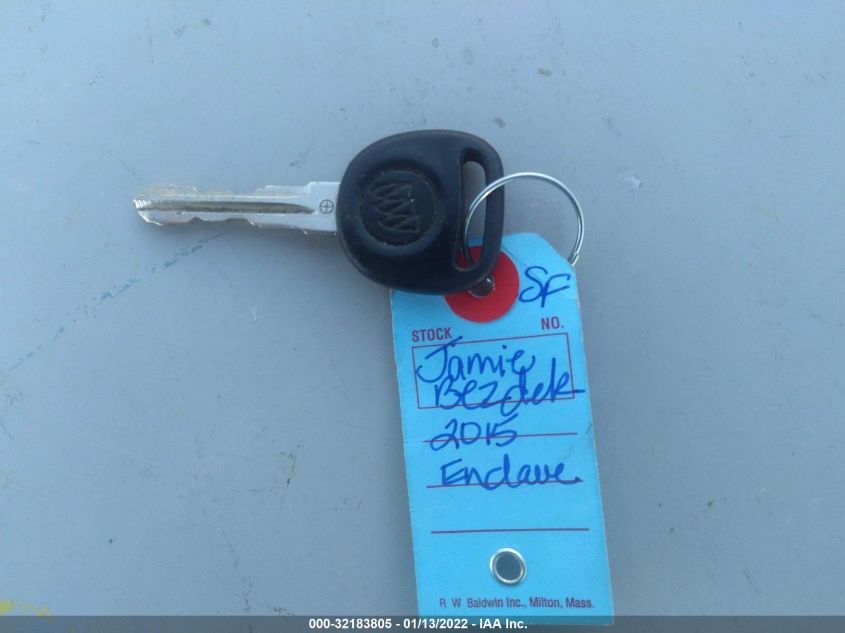 SF
STOCK NO.
Jamie
Bezdek
2015
Enclave
R W Baldwin Inc., Milton, Mass.
000-32183805 - 01/13/2022 - IAA Inc.